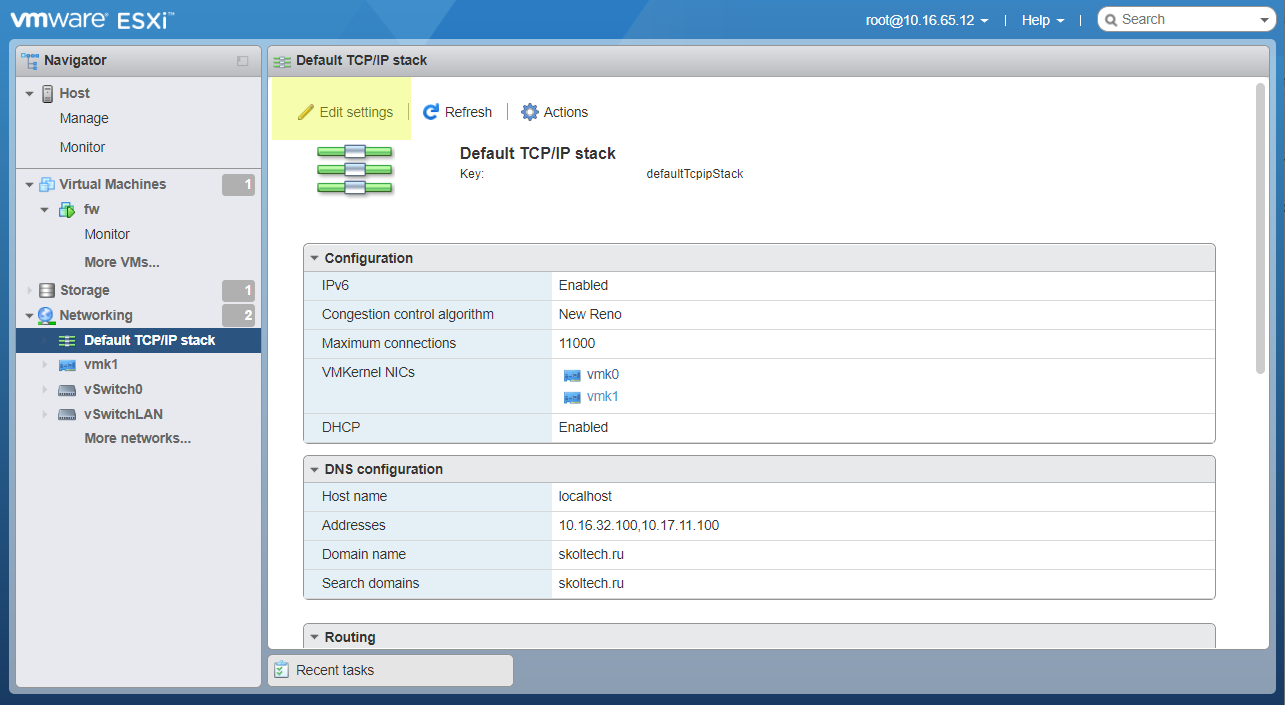 vmware ESXi™
root@10.16.65.12 | Help | Search
Navigator
Host
Manage
Monitor
Virtual Machines 1
fw
Monitor
More VMs...
Storage 1
Networking 2
Default TCP/IP stack
vmk1
vSwitch0
vSwitchLAN
More networks...
Default TCP/IP stack
Edit settings | Refresh | Actions
Default TCP/IP stack
Key: defaultTcpipStack
Configuration
IPv6 Enabled
Congestion control algorithm New Reno
Maximum connections 11000
VMKernel NICs vmk0
vmk1
DHCP Enabled
DNS configuration
Host name localhost
Addresses 10.16.32.100,10.17.11.100
Domain name skoltech.ru
Search domains skoltech.ru
Routing
Recent tasks